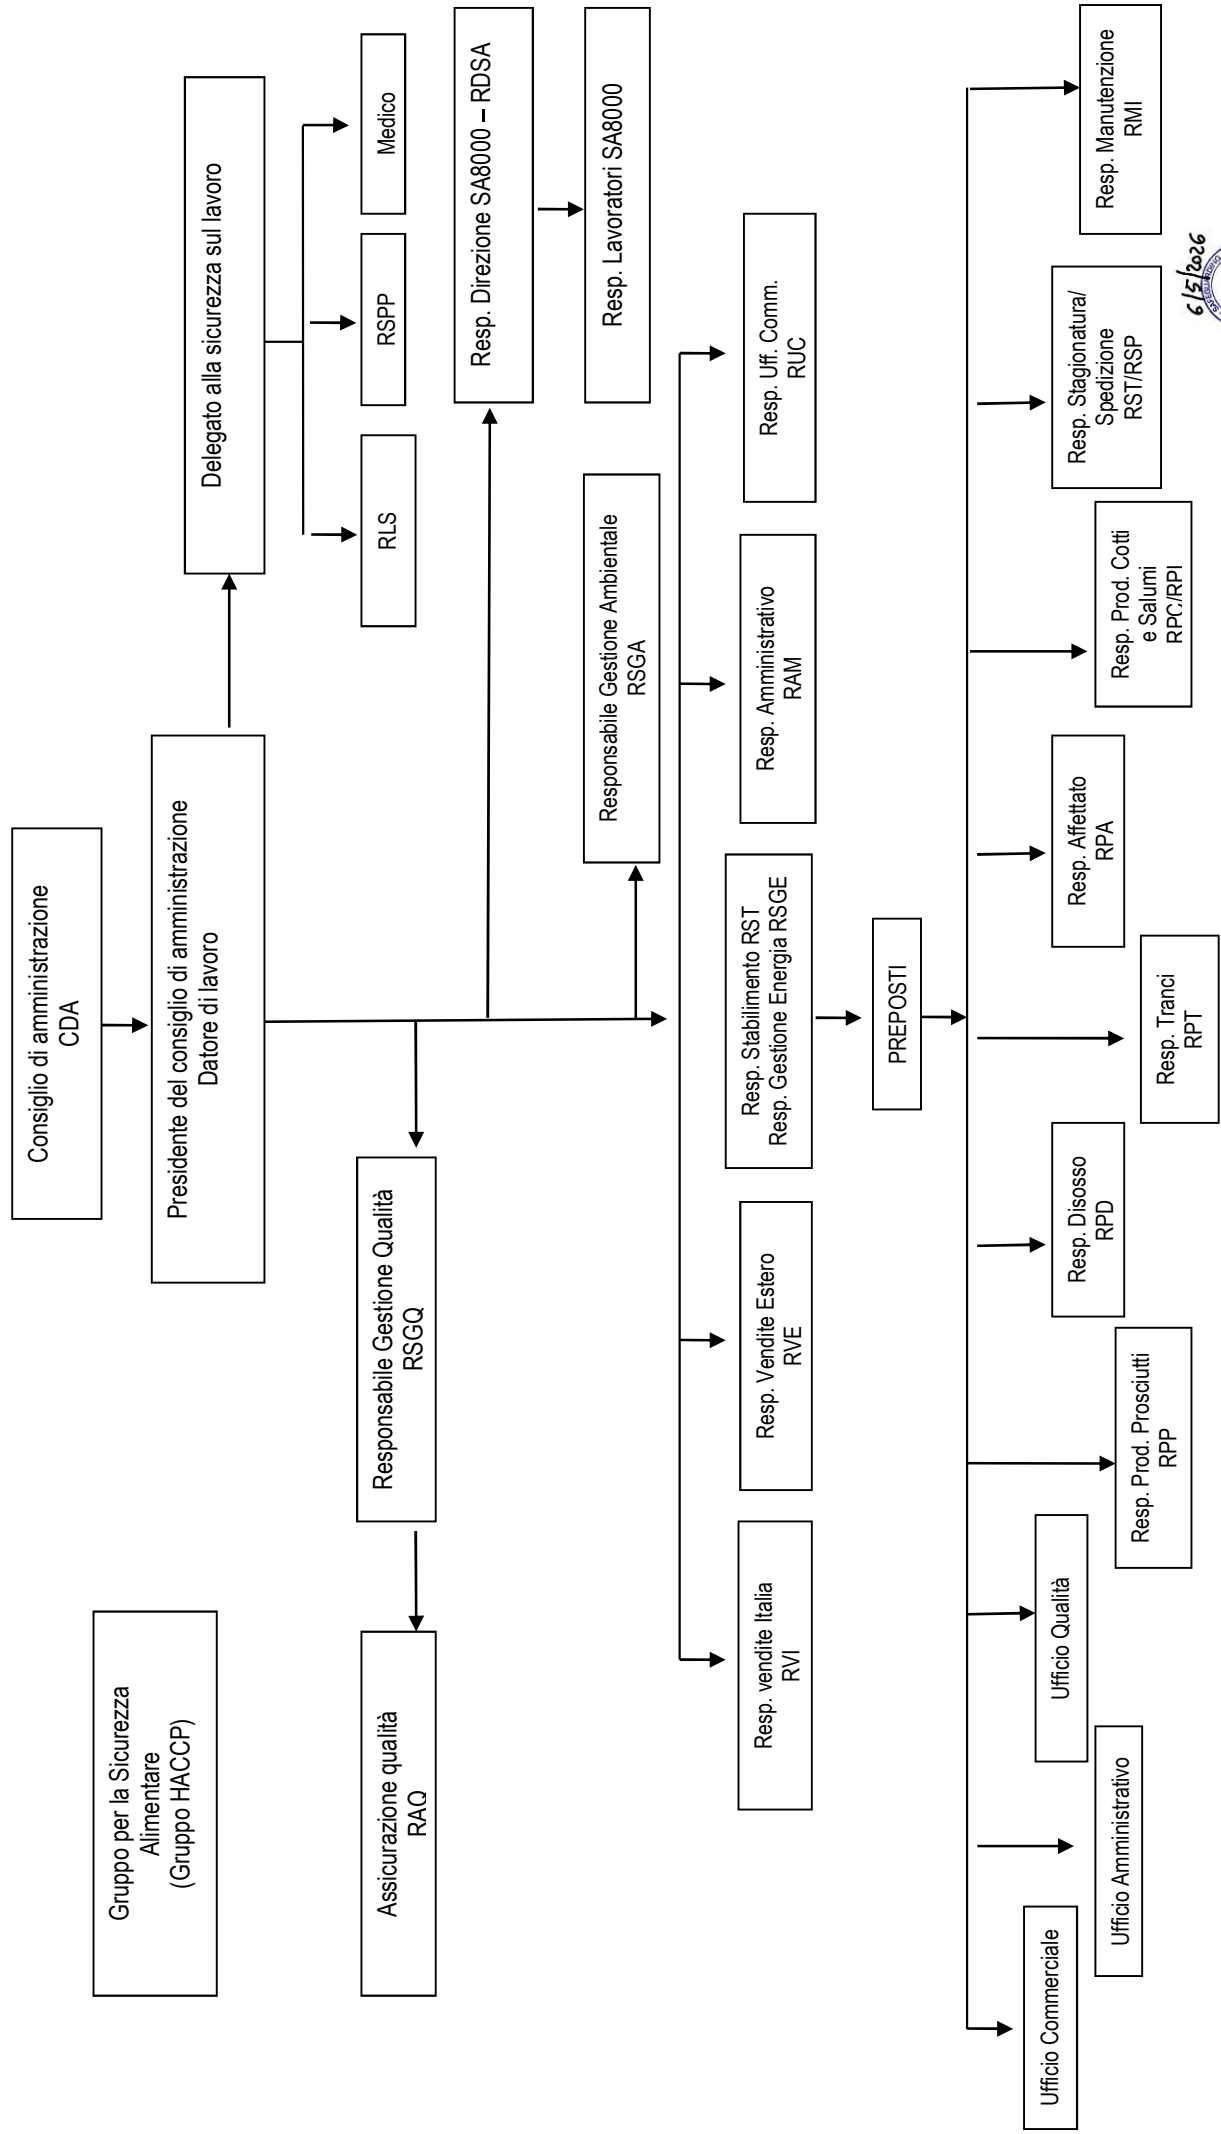 Consiglio di amministrazione
CDA
Gruppo per la Sicurezza
Alimentare
(Gruppo HACCP)
Presidente del consiglio di amministrazione
Datore di lavoro
Delegato alla sicurezza sul lavoro
RLS
RSPP
Medico
Assicurazione qualità
RAQ
Responsabile Gestione Qualità
RSGQ
Resp. Direzione SA8000 – RDSA
Resp. Lavoratori SA8000
Responsabile Gestione Ambientale
RSGA
Resp. vendite Italia
RVI
Resp. Vendite Estero
RVE
Resp. Stabilimento RST
Resp. Gestione Energia RSGE
Resp. Amministrativo
RAM
Resp. Uff. Comm.
RUC
PREPOSTI
Ufficio Commerciale
Ufficio Amministrativo
Ufficio Qualità
Resp. Prod. Prosciutti
RPP
Resp. Disosso
RPD
Resp. Tranci
RPT
Resp. Affettato
RPA
Resp. Prod. Cotti
e Salumi
RPC/RPI
Resp. Stagionatura/
Spedizione
RST/RSP
Resp. Manutenzione
RMI
6/5/2026